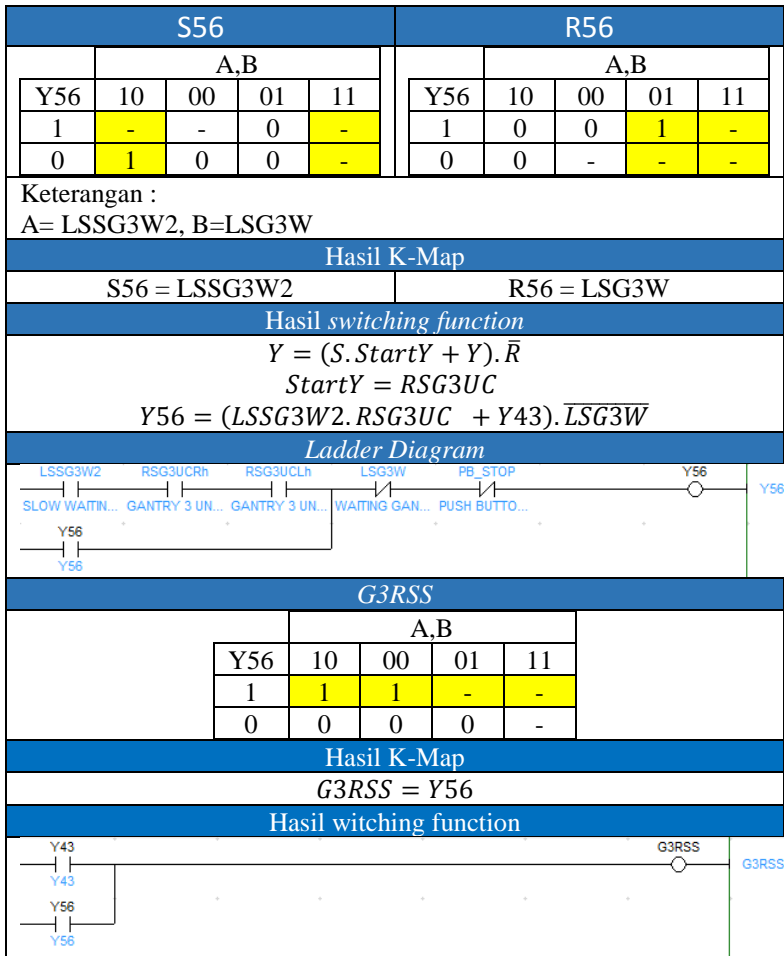 S56 R56
A,B A,B
Y56 10 00 01 11 Y56 10 00 01 11
1 - - 0 - 1 0 0 1 -
0 1 0 0 - 0 0 - - -
Keterangan :
A= LSSG3W2, B=LSG3W
Hasil K-Map
S56 = LSSG3W2 R56 = LSG3W
Hasil switching function
Y = (S. StartY + Y). R̅
StartY = RSG3UC
Y56 = (LSSG3W2. RSG3UC + Y43). L̅S̅G̅3̅W̅
Ladder Diagram
LSSG3W2 RSG3UCRh RSG3UCLh LSG3W PB_STOP Y56
Y56
SLOW WAITIN... GANTRY 3 UN... GANTRY 3 UN... WAITING GAN... PUSH BUTTO...
Y56
Y56
G3RSS
A,B
Y56 10 00 01 11
1 1 1 - -
0 0 0 0 -
Hasil K-Map
G3RSS = Y56
Hasil witching function
Y43 G3RSS
G3RSS
Y43
Y56
Y56